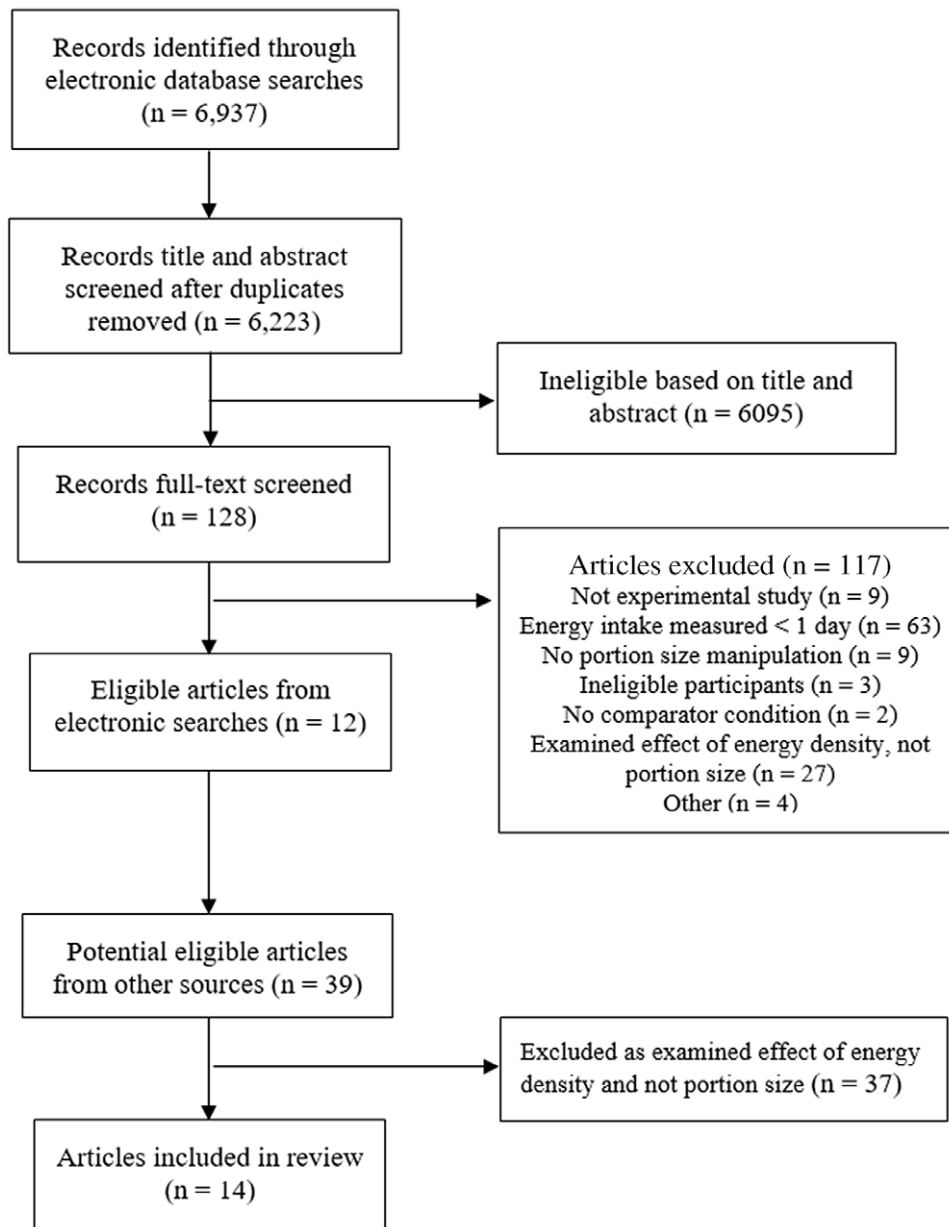 Records identified through
electronic database searches
(n = 6,937)
Records title and abstract
screened after duplicates
removed (n = 6,223)
Ineligible based on title and
abstract (n = 6095)
Records full-text screened
(n = 128)
Articles excluded (n = 117)
Not experimental study (n = 9)
Energy intake measured < 1 day (n = 63)
No portion size manipulation (n = 9)
Ineligible participants (n = 3)
No comparator condition (n = 2)
Examined effect of energy density, not
portion size (n = 27)
Other (n = 4)
Eligible articles from
electronic searches (n = 12)
Potential eligible articles
from other sources (n = 39)
Excluded as examined effect of energy
density and not portion size (n = 37)
Articles included in review
(n = 14)